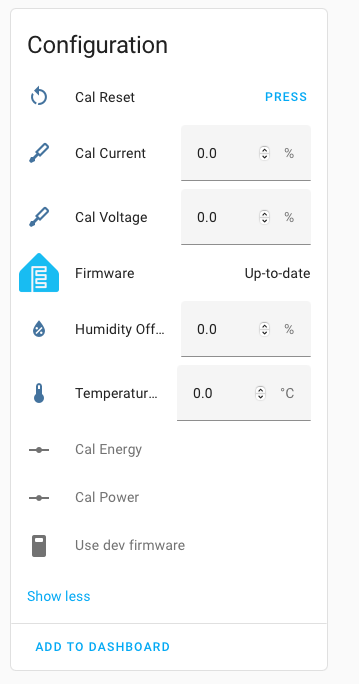 Configuration
Cal Reset PRESS
Cal Current 0.0 %
Cal Voltage 0.0 %
Firmware Up-to-date
Humidity Off… 0.0 %
Temperatur… 0.0 °C
Cal Energy
Cal Power
Use dev firmware
Show less
ADD TO DASHBOARD